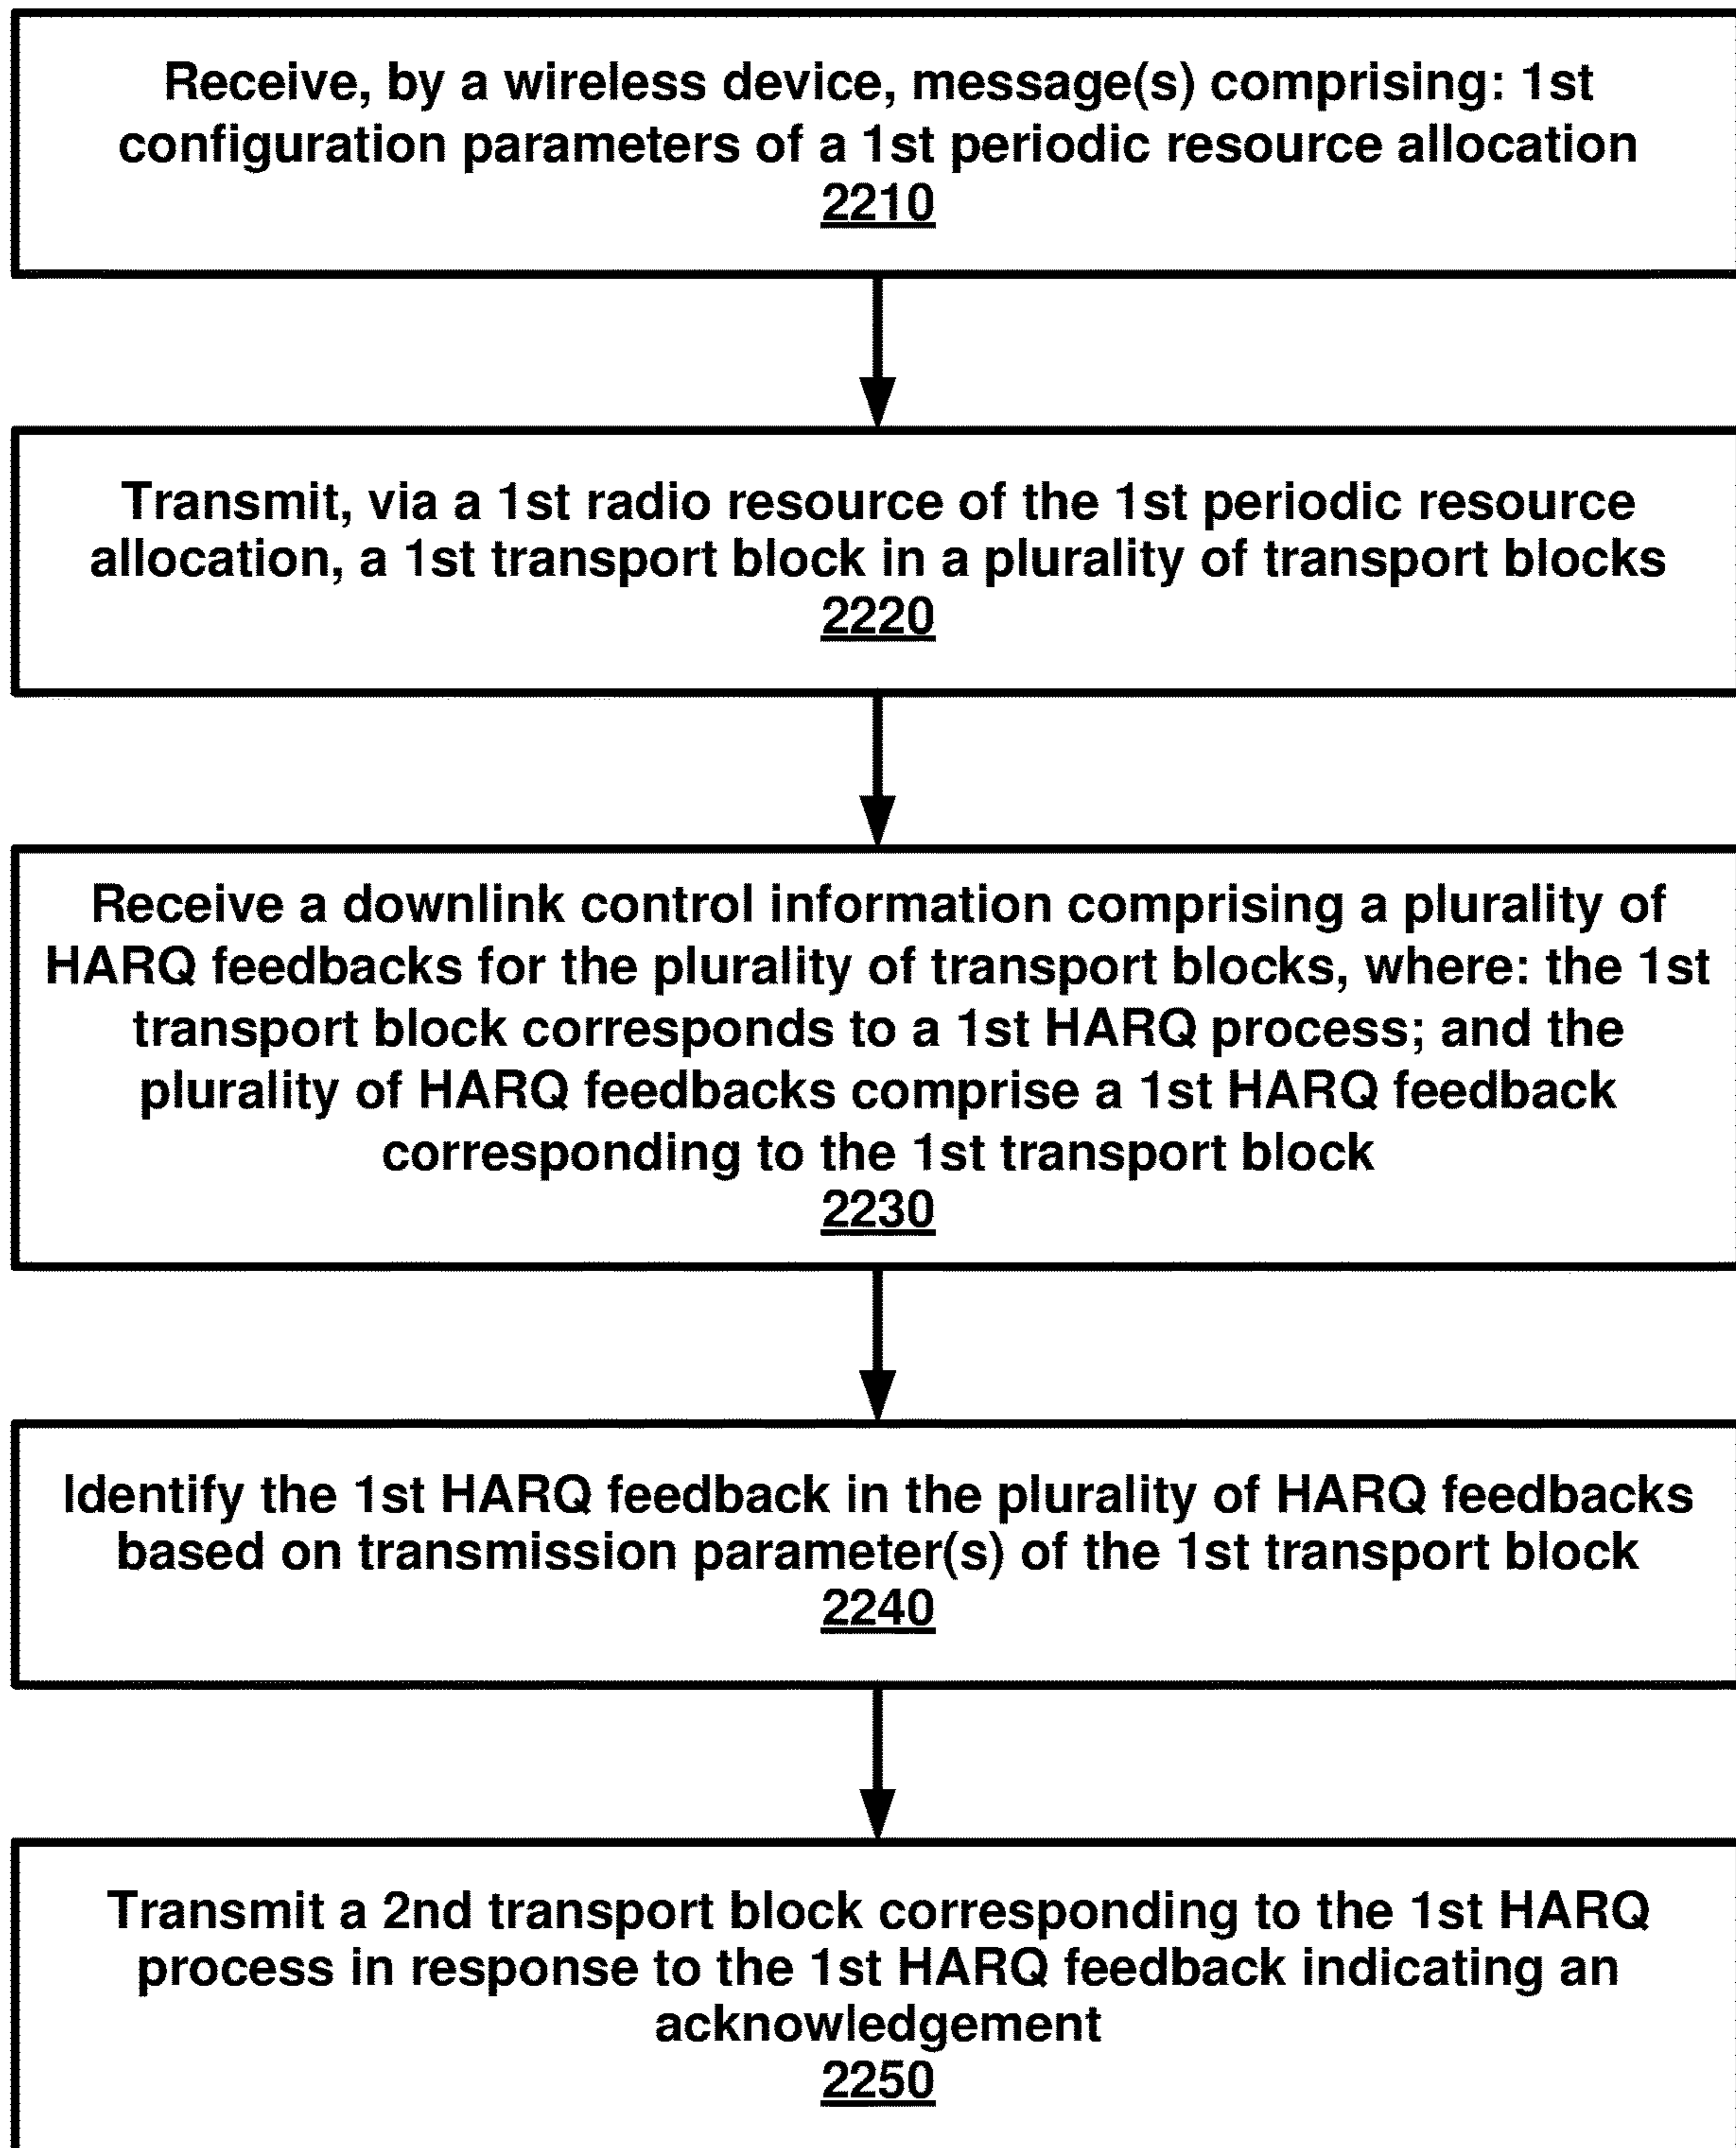 Receive, by a wireless device, message(s) comprising: 1st
configuration parameters of a 1st periodic resource allocation
2210
Transmit, via a 1st radio resource of the 1st periodic resource
allocation, a 1st transport block in a plurality of transport blocks
2220
Receive a downlink control information comprising a plurality of
HARQ feedbacks for the plurality of transport blocks, where: the 1st
transport block corresponds to a 1st HARQ process; and the
plurality of HARQ feedbacks comprise a 1st HARQ feedback
corresponding to the 1st transport block
2230
Identify the 1st HARQ feedback in the plurality of HARQ feedbacks
based on transmission parameter(s) of the 1st transport block
2240
Transmit a 2nd transport block corresponding to the 1st HARQ
process in response to the 1st HARQ feedback indicating an
acknowledgement
2250